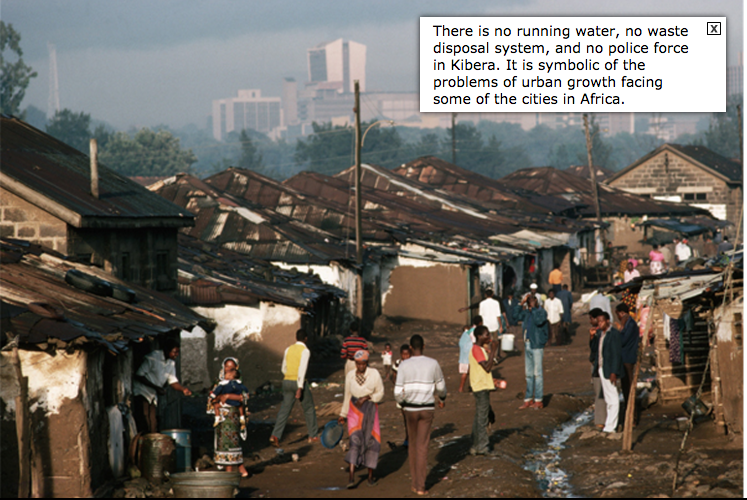 There is no running water, no waste
disposal system, and no police force
in Kibera. It is symbolic of the
problems of urban growth facing
some of the cities in Africa.
X